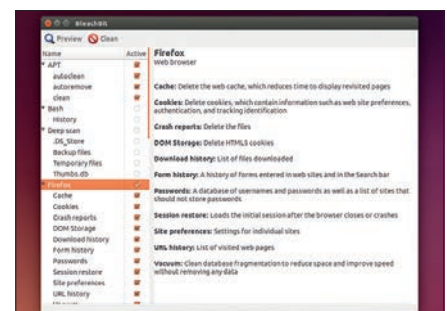 BleachBit
Preview Clean
Name Active
APT
autoclean
autoremove
clean
Bash
History
Deep scan
.DS_Store
Backup files
Temporary files
Thumbs.db
Firefox
Cache
Cookies
Crash reports
DOM Storage
Download history
Form history
Passwords
Session restore
Site preferences
URL history
Firefox
Web browser
Cache: Delete the web cache, which reduces time to display revisited pages
Cookies: Delete cookies, which contain information such as web site preferences,
authentication, and tracking identification
Crash reports: Delete the files
DOM Storage: Delete HTML5 cookies
Download history: List of files downloaded
Form history: A history of forms entered in web sites and in the Search bar
Passwords: A database of usernames and passwords as well as a list of sites that
should not store passwords
Session restore: Loads the initial session after the browser closes or crashes
Site preferences: Settings for individual sites
URL history: List of visited web pages
Vacuum: Clean database fragmentation to reduce space and improve speed
without removing any data